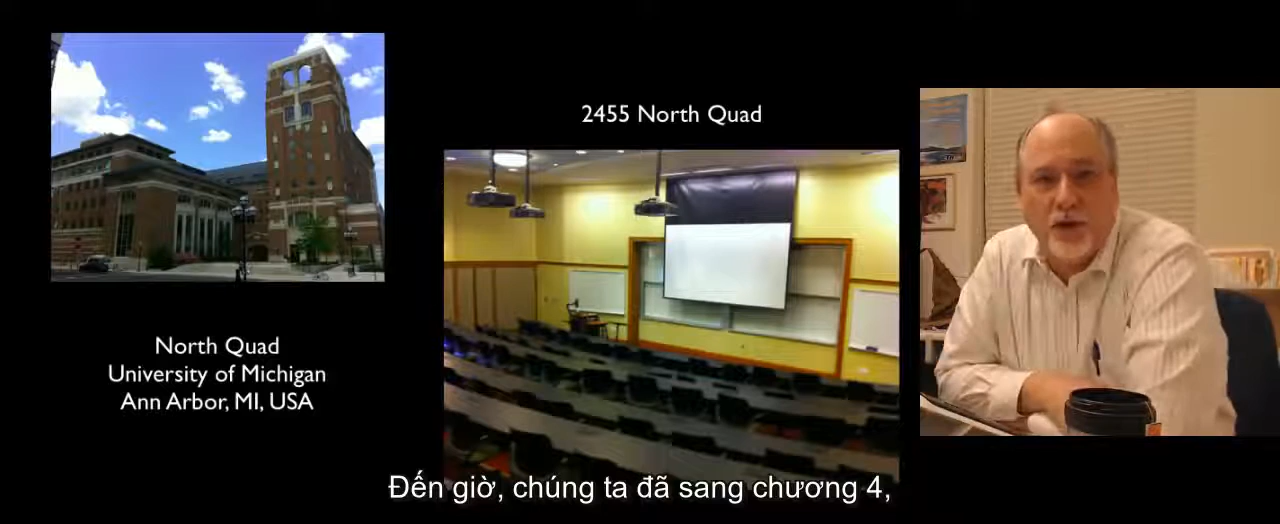 2455 North Quad
North Quad
University of Michigan
Ann Arbor, MI, USA
Đến giờ, chúng ta đã sang chương 4,